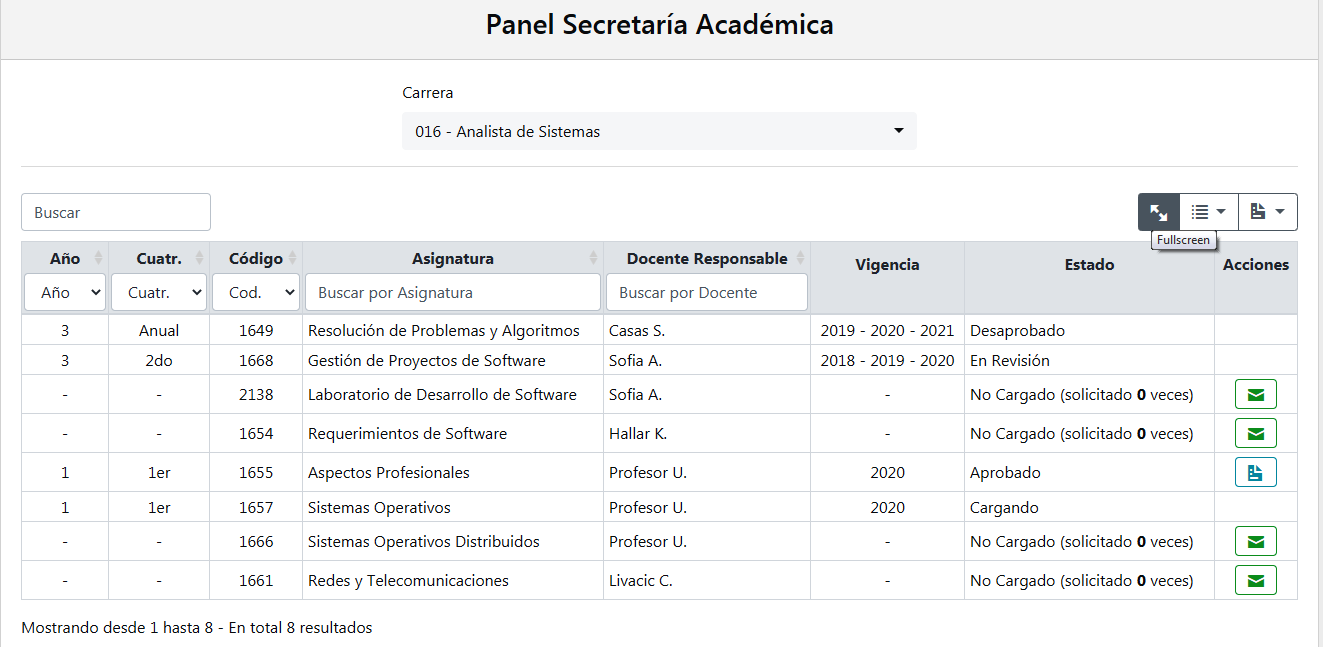 Panel Secretaría Académica
Carrera
016 - Analista de Sistemas
Buscar
Fullscreen
Año Cuatr. Código Asignatura Docente Responsable Vigencia Estado Acciones
Año Cuatr. Cod. Buscar por Asignatura Buscar por Docente
3 Anual 1649 Resolución de Problemas y Algoritmos Casas S. 2019 - 2020 - 2021 Desaprobado
3 2do 1668 Gestión de Proyectos de Software Sofia A. 2018 - 2019 - 2020 En Revisión
- - 2138 Laboratorio de Desarrollo de Software Sofia A. - No Cargado (solicitado 0 veces)
- - 1654 Requerimientos de Software Hallar K. - No Cargado (solicitado 0 veces)
1 1er 1655 Aspectos Profesionales Profesor U. 2020 Aprobado
1 1er 1657 Sistemas Operativos Profesor U. 2020 Cargando
- - 1666 Sistemas Operativos Distribuidos Profesor U. - No Cargado (solicitado 0 veces)
- - 1661 Redes y Telecomunicaciones Livacic C. - No Cargado (solicitado 0 veces)
Mostrando desde 1 hasta 8 - En total 8 resultados